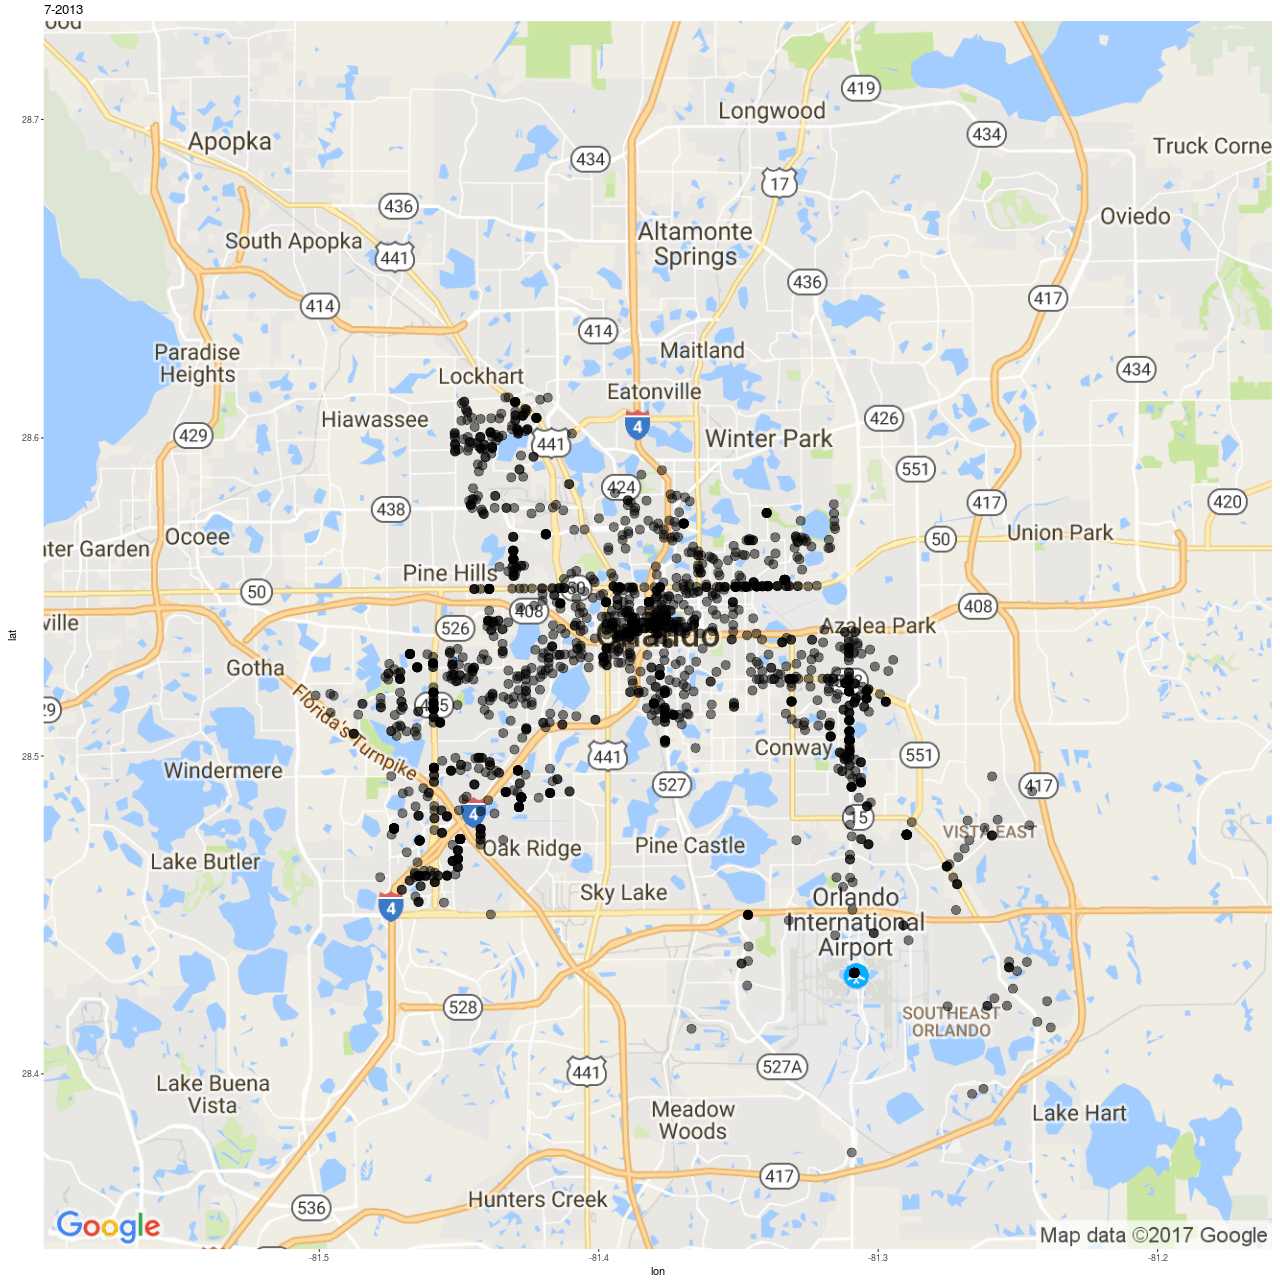 7-2013
ood
Longwood
419
434
Apopka
434
Truck Corne
17
436
Oviedo
South Apopka
441
Altamonte
Springs
436
417
414
414
Paradise
Heights
Maitland
434
Lockhart
Eatonville
Hiawassee
4
426
429
441
Winter Park
551
424
417
420
438
Ocoee
50
Union Park
ater Garden
Pine Hills
50
408
408
ville
526
Orlando
Azalea Park
Gotha
29
Florida's Turnpike
Conway
551
441
Windermere
527
417
4
15
VISTA EAST
Lake Butler
Oak Ridge
Pine Castle
Sky Lake
4
Orlando
International
Airport
528
SOUTHEAST
ORLANDO
441
527A
Lake Buena
Vista
Meadow
Woods
Lake Hart
417
Hunters Creek
536
Google
Map data ©2017 Google
28.7
28.6
28.5
28.4
lat
-81.5
-81.4
-81.3
-81.2
lon